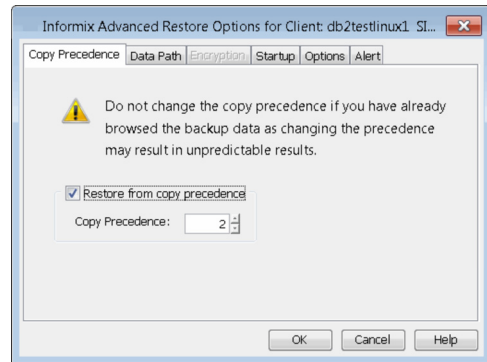 Informix Advanced Restore Options for Client: db2testlinux1 SI...
Copy Precedence Data Path Encryption Startup Options Alert
Do not change the copy precedence if you have already
browsed the backup data as changing the precedence
may result in unpredictable results.
Restore from copy precedence
Copy Precedence: 2
OK Cancel Help